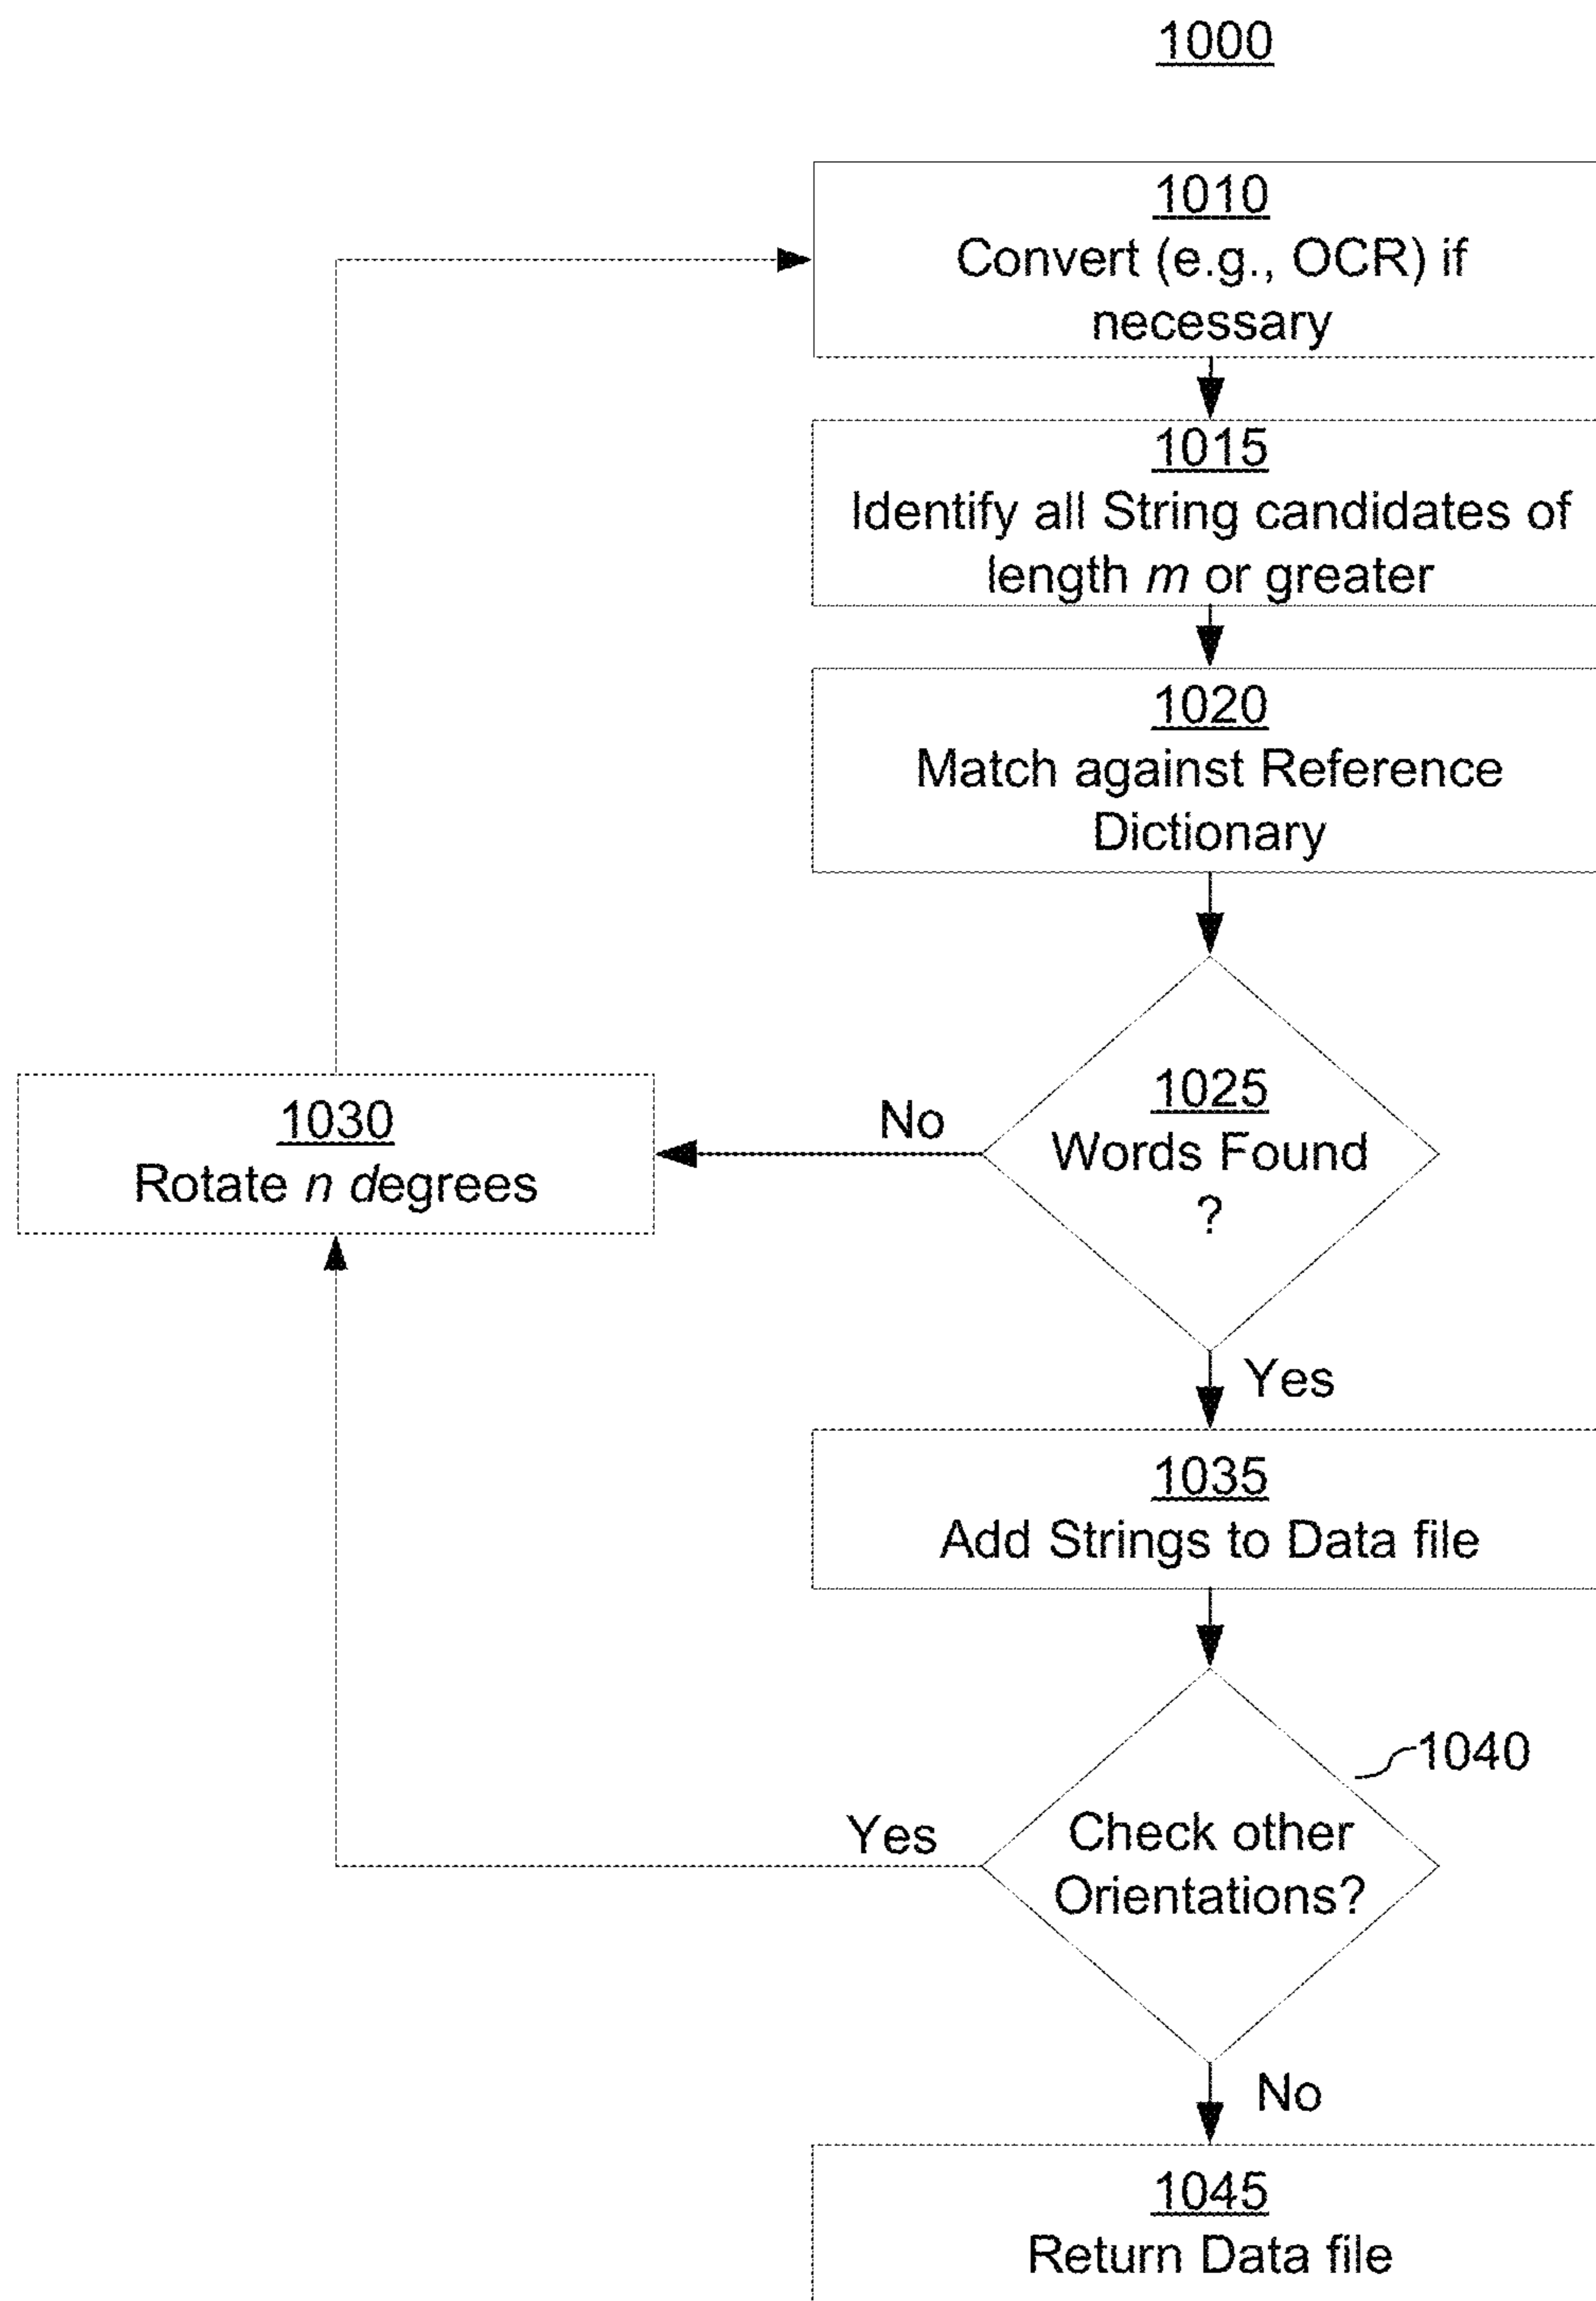 1000
1010
Convert (e.g., OCR) if
necessary
1015
Identify all String candidates of
length m or greater
1020
Match against Reference
Dictionary
1025
Words Found
?
No
1030
Rotate n degrees
Yes
1035
Add Strings to Data file
1040
Check other
Orientations?
Yes
No
1045
Return Data file